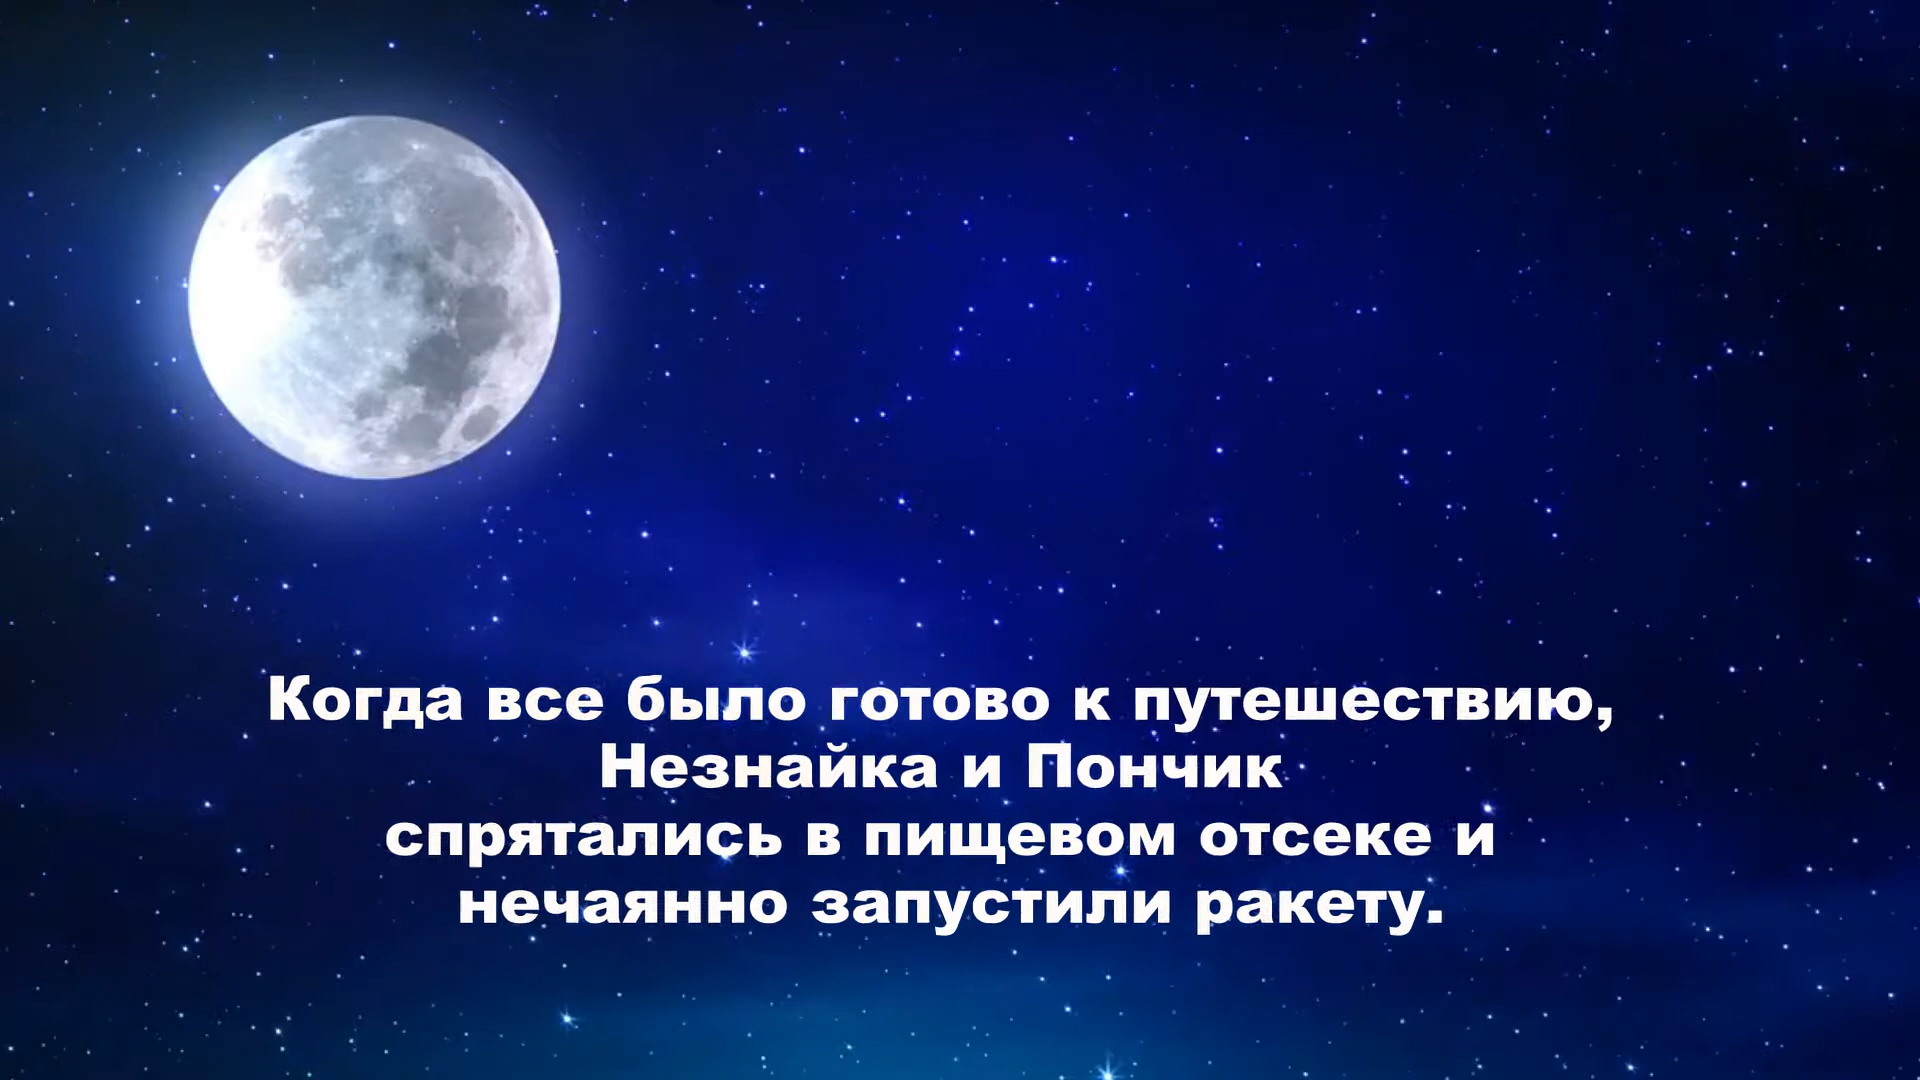 Когда все было готово к путешествию,
Незнайка и Пончик
спрятались в пищевом отсеке и
нечаянно запустили ракету.